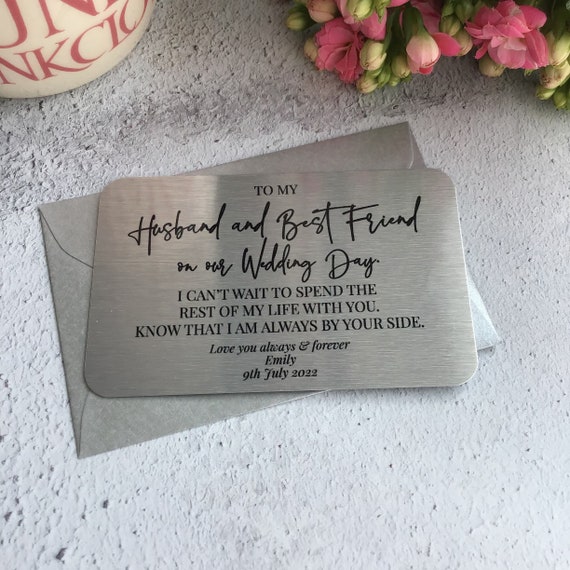 TO MY
Husband and Best Friend
on our Wedding Day.
I CAN'T WAIT TO SPEND THE
REST OF MY LIFE WITH YOU.
KNOW THAT I AM ALWAYS BY YOUR SIDE.
Love you always & forever
Emily
9th July 2022